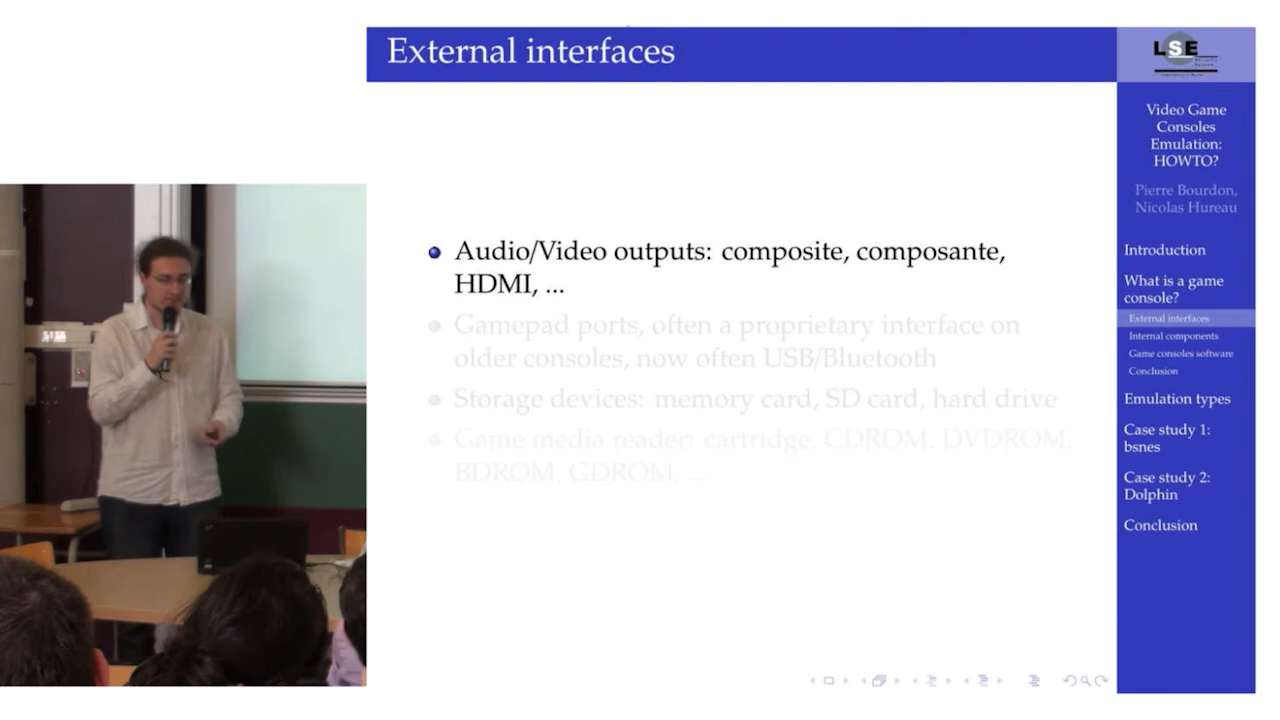 External interfaces
LSE
Video Game
Consoles
Emulation:
HOWTO?
Pierre Bourdon,
Nicolas Hureau
Audio/Video outputs: composite, composante,
HDMI, ...
Gamepad ports, often a proprietary interface on
older consoles, now often USB/Bluetooth
Storage devices: memory card, SD card, hard drive
Game media reader: cartridge, CDROM, DVDROM,
BDROM, GDROM, ...
Introduction
What is a game
console?
External interfaces
Internal components
Game consoles software
Conclusion
Emulation types
Case study 1:
bsnes
Case study 2:
Dolphin
Conclusion